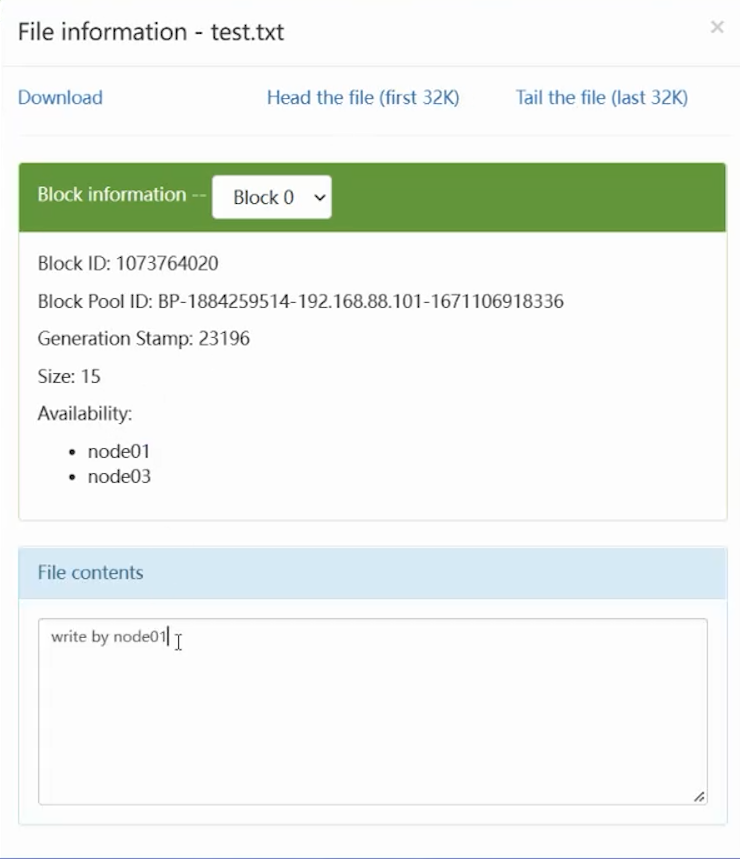 File information - test.txt
×
Download Head the file (first 32K) Tail the file (last 32K)
Block information -- Block 0
Block ID: 1073764020
Block Pool ID: BP-1884259514-192.168.88.101-1671106918336
Generation Stamp: 23196
Size: 15
Availability:
• node01
• node03
File contents
write by node01